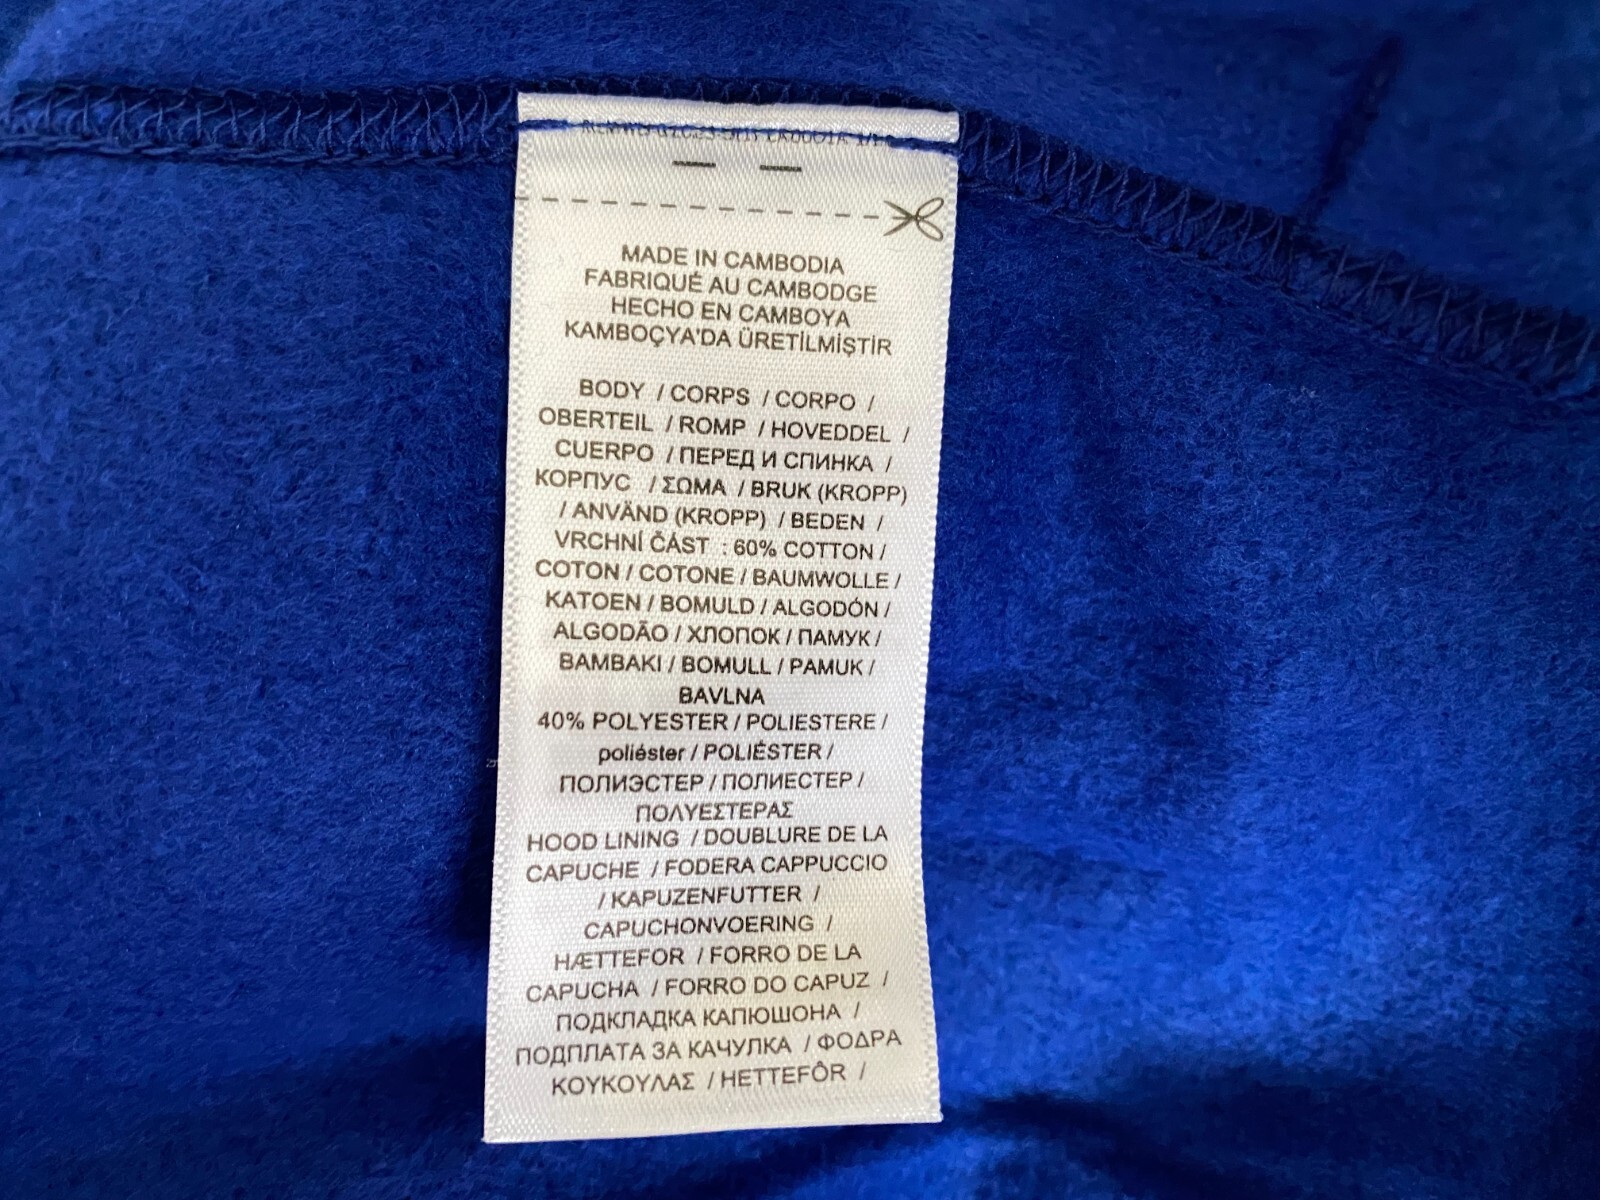 MADE IN CAMBODIA
FABRIQUÉ AU CAMBODGE
HECHO EN CAMBOYA
KAMBOÇYA'DA ÜRETİLMİŞTİR
BODY / CORPS / CORPO /
OBERTEIL / ROMP / HOVEDDEL /
CUERPO / ПЕРЕД И СПИНКА /
КОРПУС / ΣΩΜΑ / BRUK (KROPP)
/ ANVÄND (KROPP) / BEDEN /
VRCHNÍ ČÁST : 60% COTTON /
COTON / COTONE / BAUMWOLLE /
KATOEN / BOMULD / ALGODÓN /
ALGODÃO / ХЛОПОК / ПАМУК /
BAMBAKI / BOMULL / PAMUK /
BAVLNA
40% POLYESTER / POLIESTERE /
poliéster / POLIÉSTER /
ПОЛИЭСТЕР / ПОЛИЕСТЕР /
ΠΟΛΥΕΣΤΕΡΑΣ
HOOD LINING / DOUBLURE DE LA
CAPUCHE / FODERA CAPPUCCIO
/ KAPUZENFUTTER /
CAPUCHONVOERING /
HÆTTEFOR / FORRO DE LA
CAPUCHA / FORRO DO CAPUZ /
ПОДКЛАДКА КАПЮШОНА /
ПОДПЛАТА ЗА КАЧУЛКА / ΦΟΔΡΑ
ΚΟΥΚΟΥΛΑΣ / HETTEFÔR /